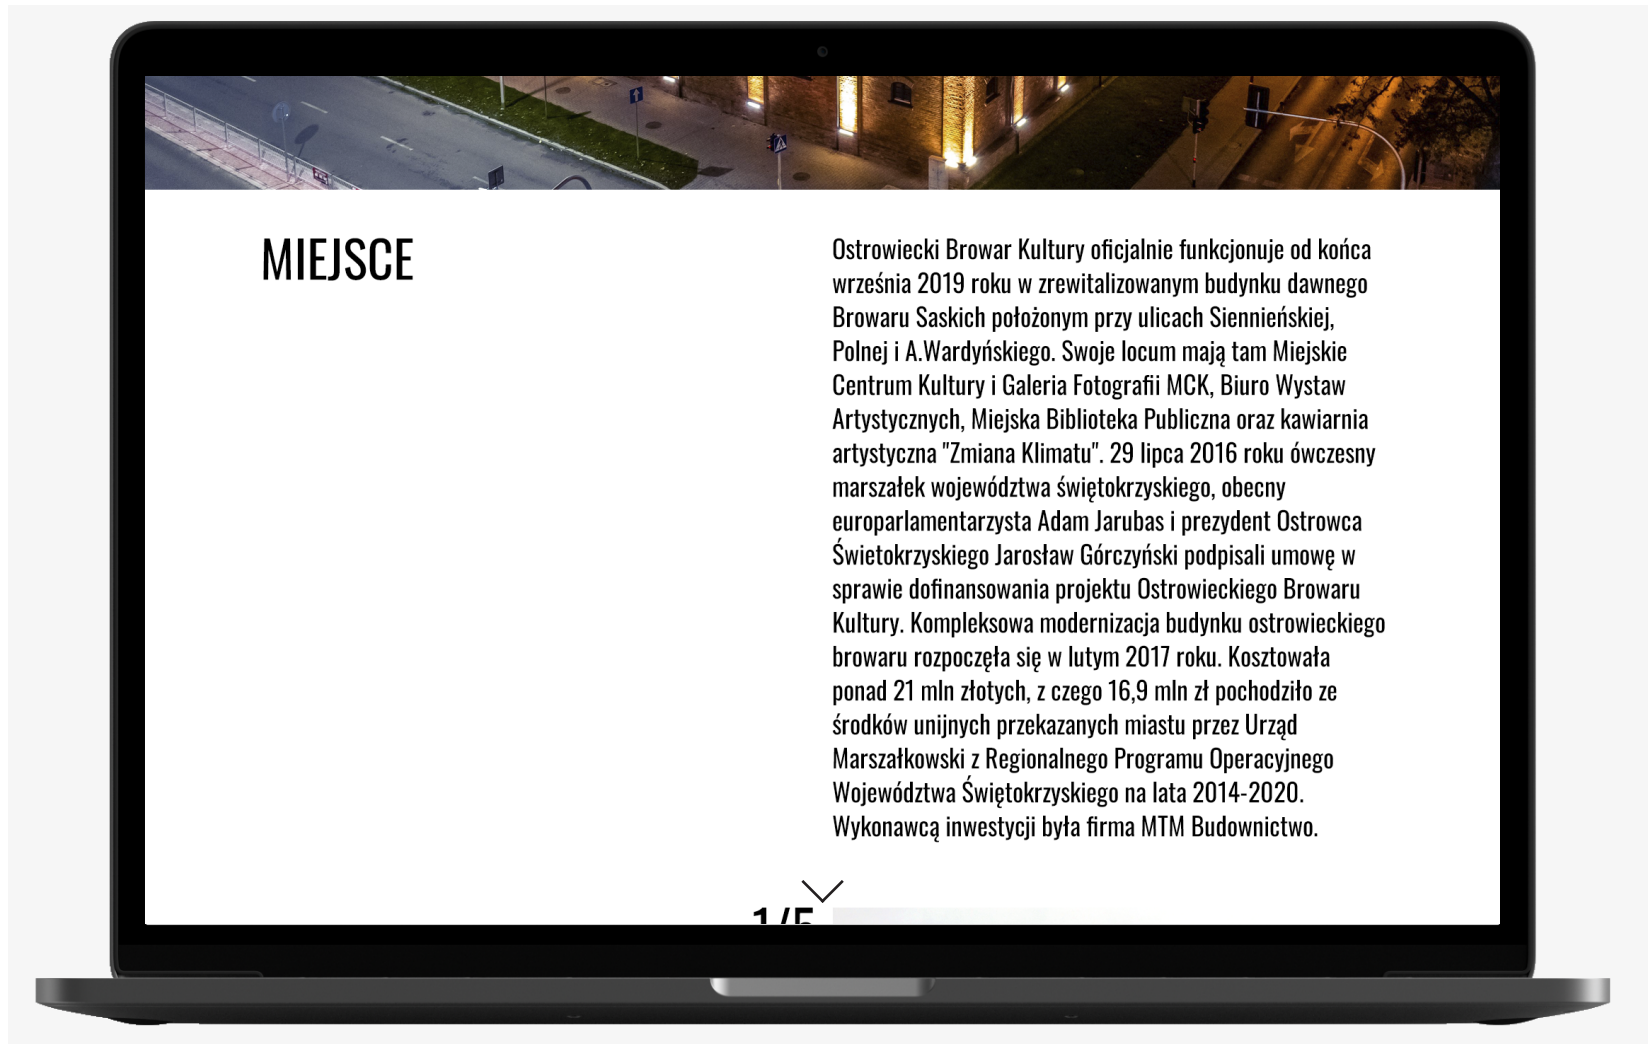 MIEJSCE
Ostrowiecki Browar Kultury oficjalnie funkcjonuje od końca
września 2019 roku w zrewitalizowanym budynku dawnego
Browaru Saskich położonym przy ulicach Siennieńskiej,
Polnej i A.Wardyńskiego. Swoje locum mają tam Miejskie
Centrum Kultury i Galeria Fotografii MCK, Biuro Wystaw
Artystycznych, Miejska Biblioteka Publiczna oraz kawiarnia
artystyczna "Zmiana Klimatu". 29 lipca 2016 roku ówczesny
marszałek województwa świętokrzyskiego, obecny
europarlamentarzysta Adam Jarubas i prezydent Ostrowca
Świetokrzyskiego Jarosław Górczyński podpisali umowę w
sprawie dofinansowania projektu Ostrowieckiego Browaru
Kultury. Kompleksowa modernizacja budynku ostrowieckiego
browaru rozpoczęła się w lutym 2017 roku. Kosztowała
ponad 21 mln złotych, z czego 16,9 mln zł pochodziło ze
środków unijnych przekazanych miastu przez Urząd
Marszałkowski z Regionalnego Programu Operacyjnego
Województwa Świętokrzyskiego na lata 2014-2020.
Wykonawcą inwestycji była firma MTM Budownictwo.
1/5